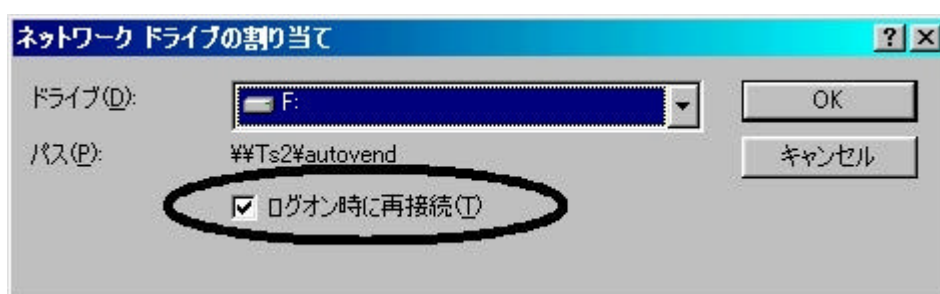 ネットワーク ドライブの割り当て
ドライブ(D):
F:
OK
パス(P):
¥¥Ts2¥autovend
キャンセル
ログオン時に再接続(T)